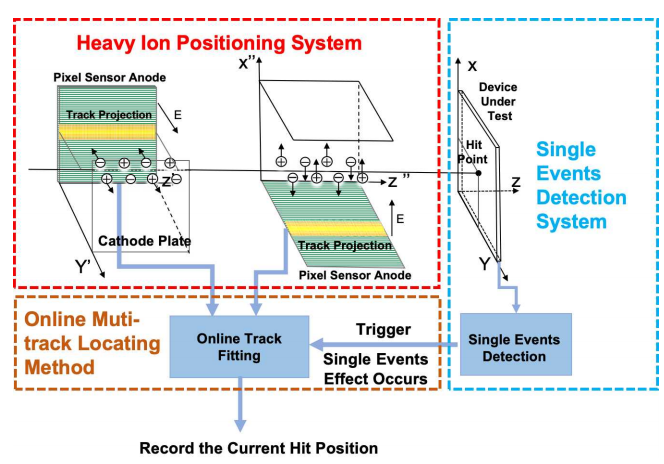 Heavy Ion Positioning System
Pixel Sensor Anode
Track Projection
E
Z'
Cathode Plate
Y'
X''
Z''
E
Track Projection
Pixel Sensor Anode
X
Device
Under
Test
Hit
Point
Z
Y
Single
Events
Detection
System
Online Muti-
track Locating
Method
Online Track
Fitting
Trigger
Single Events
Effect Occurs
Single Events
Detection
Record the Current Hit Position